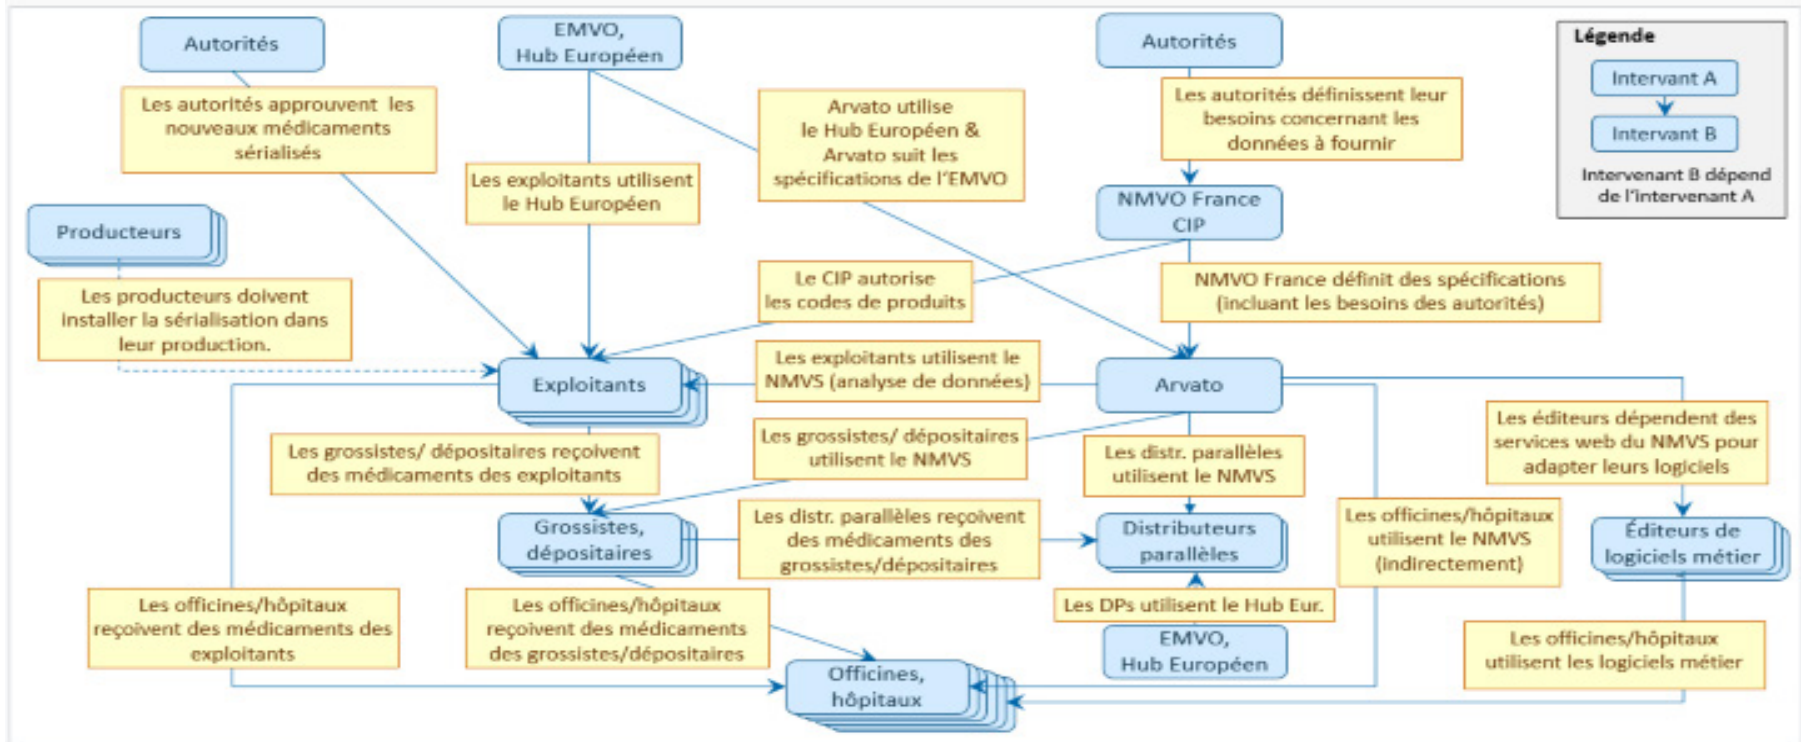 Autorités
EMVO,
Hub Européen
Autorités
Légende
Intervant A
Intervant B
Intervenant B dépend
de l'intervenant A
Les autorités approuvent les
nouveaux médicaments
sérialisés
Les exploitants utilisent
le Hub Européen
Arvato utilise
le Hub Européen &
Arvato suit les
spécifications de l'EMVO
Les autorités définissent leur
besoins concernant les
données à fournir
NMVO France
CIP
Producteurs
Les producteurs doivent
installer la sérialisation dans
leur production.
Le CIP autorise
les codes de produits
NMVO France définit des spécifications
(incluant les besoins des autorités)
Exploitants
Les exploitants utilisent le
NMVS (analyse de données)
Arvato
Les grossistes/ dépositaires reçoivent
des médicaments des exploitants
Les grossistes/ dépositaires
utilisent le NMVS
Les distr. parallèles
utilisent le NMVS
Les éditeurs dépendent des
services web du NMVS pour
adapter leurs logiciels
Grossistes,
dépositaires
Les distr. parallèles reçoivent
des médicaments des
grossistes/dépositaires
Distributeurs
parallèles
Les officines/hôpitaux
utilisent le NMVS
(indirectement)
Éditeurs de
logiciels métier
Les officines/hôpitaux
reçoivent des médicaments des
exploitants
Les officines/hôpitaux
reçoivent des médicaments
des grossistes/dépositaires
Les DPs utilisent le Hub Eur.
EMVO,
Hub Européen
Les officines/hôpitaux
utilisent les logiciels métier
Officines,
hôpitaux